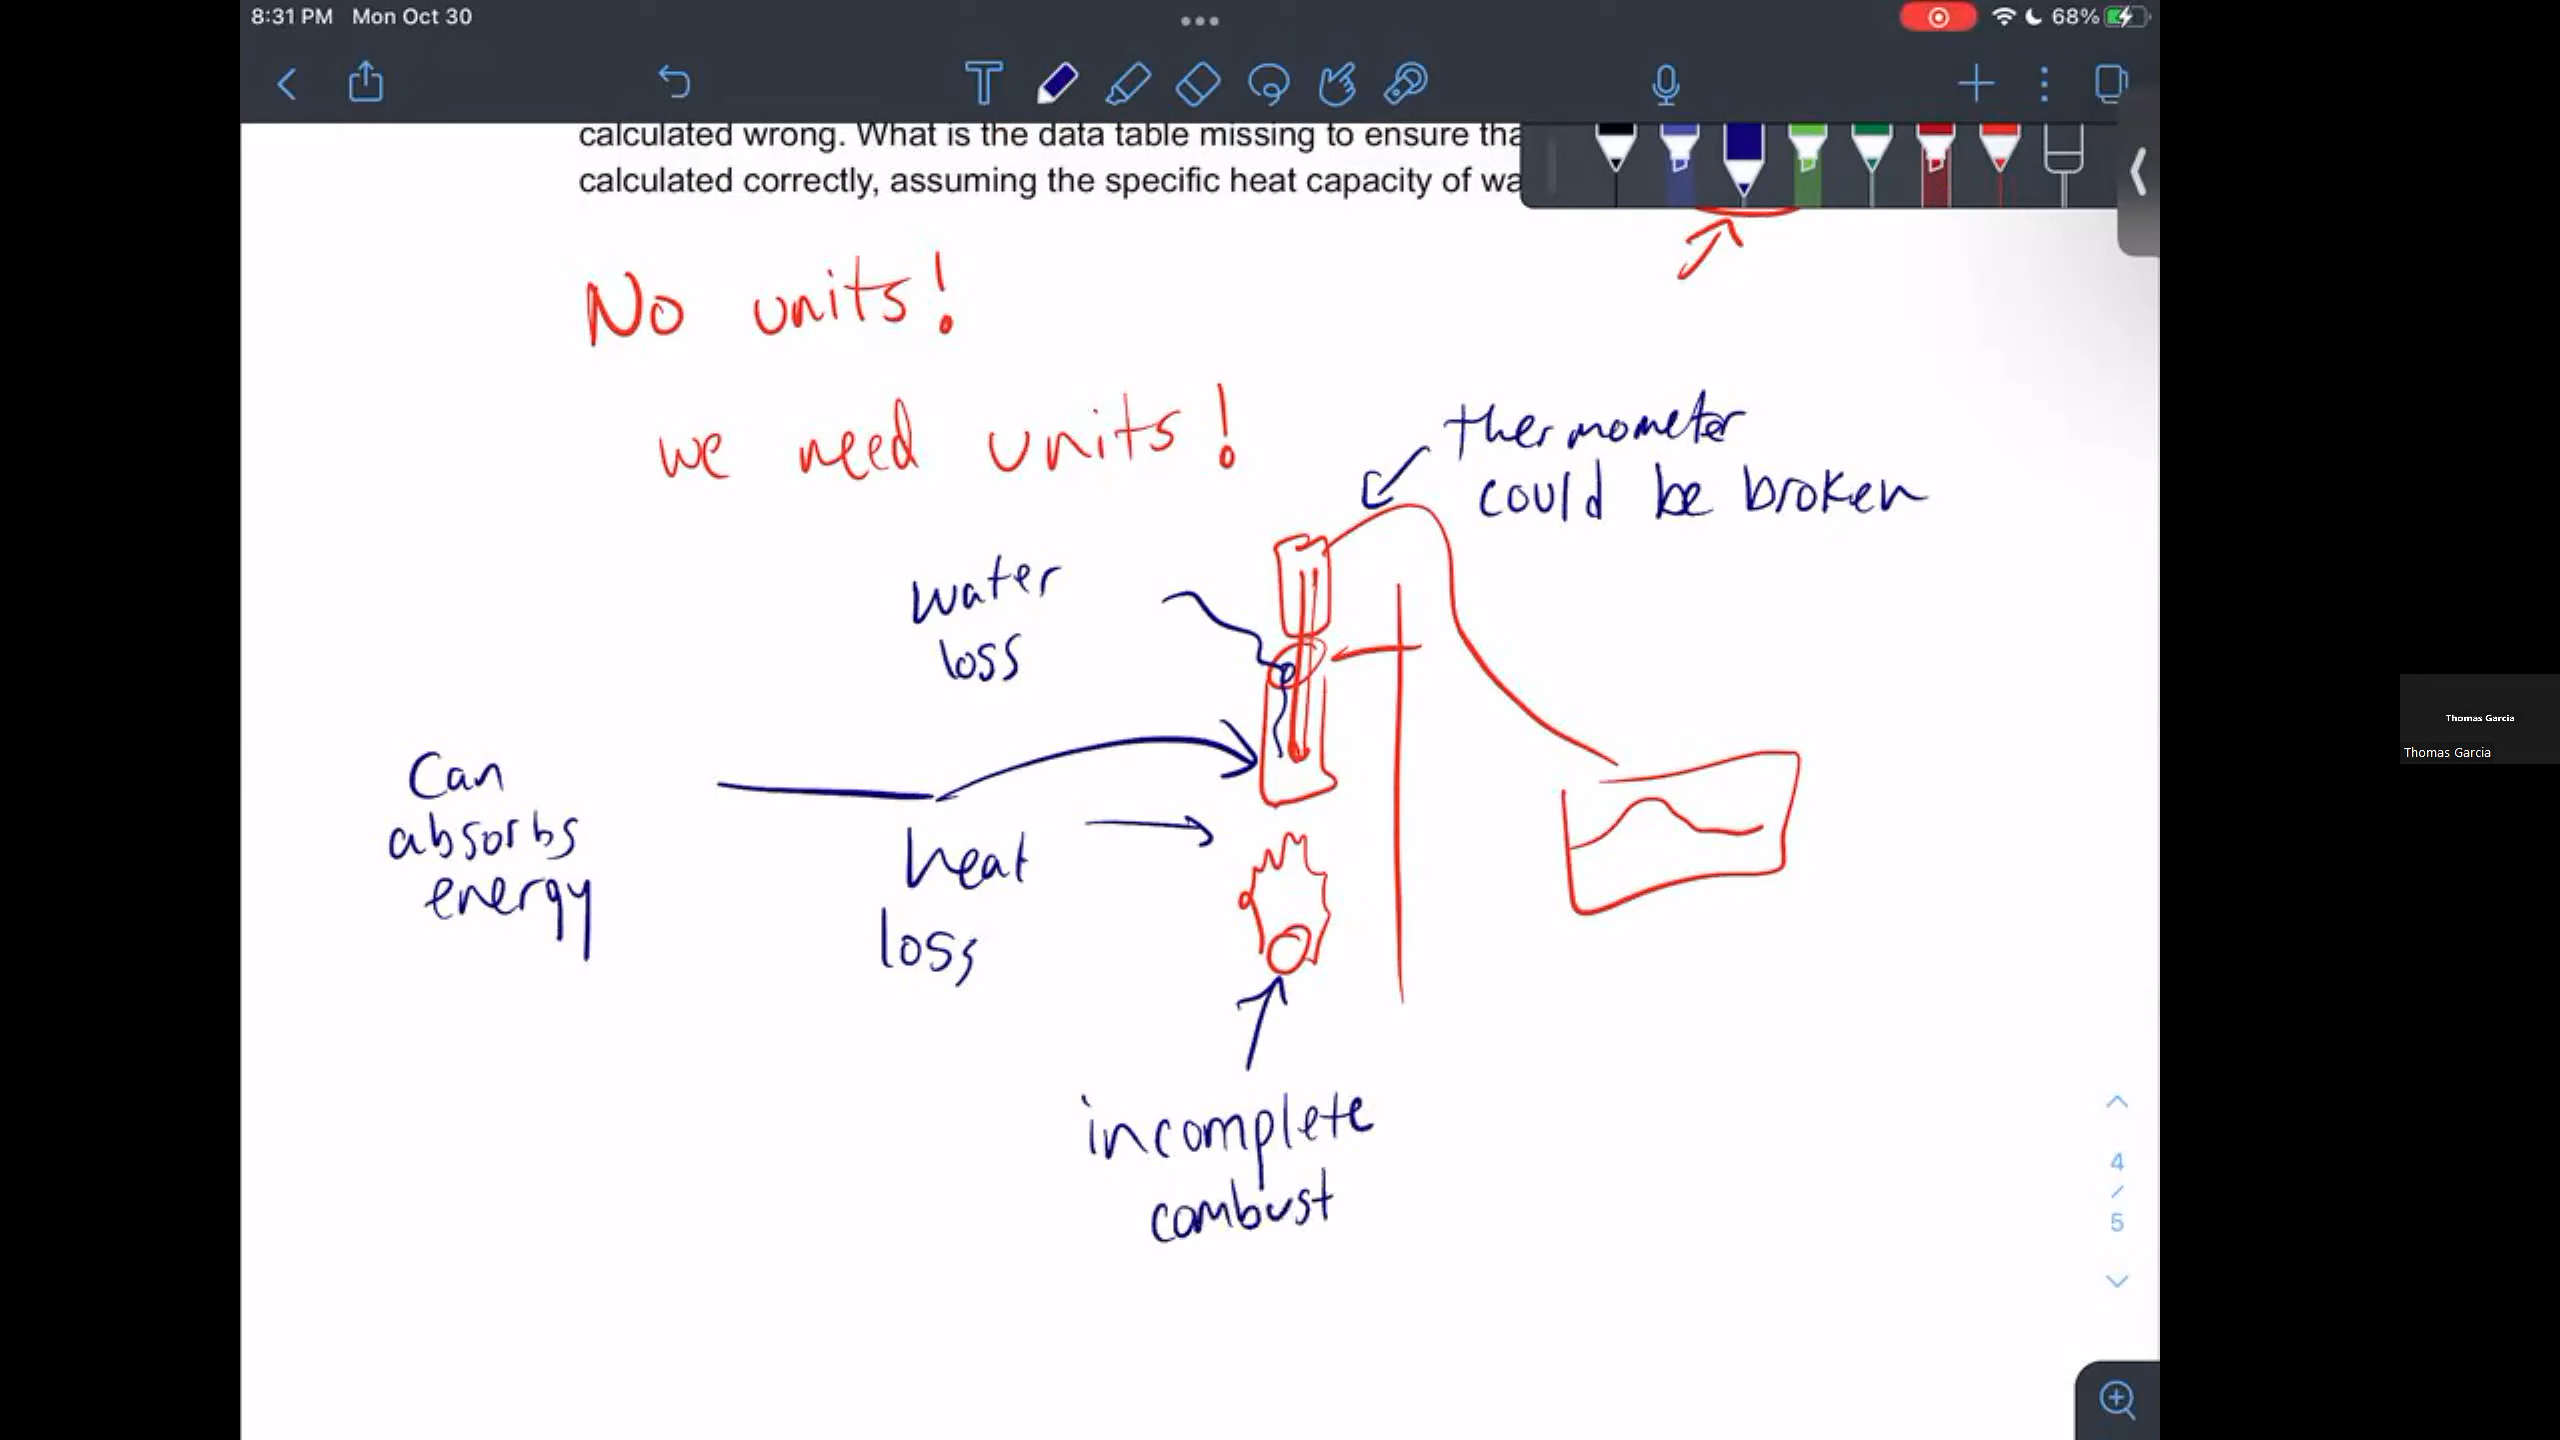 8:31 PM Mon Oct 30
68%
calculated wrong. What is the data table missing to ensure tha
calculated correctly, assuming the specific heat capacity of wa
No units!
we need units!
thermometer
could be broken
water
loss
Can
absorbs
energy
heat
loss
incomplete
combust
4
/
5
Thomas Garcia
Thomas Garcia